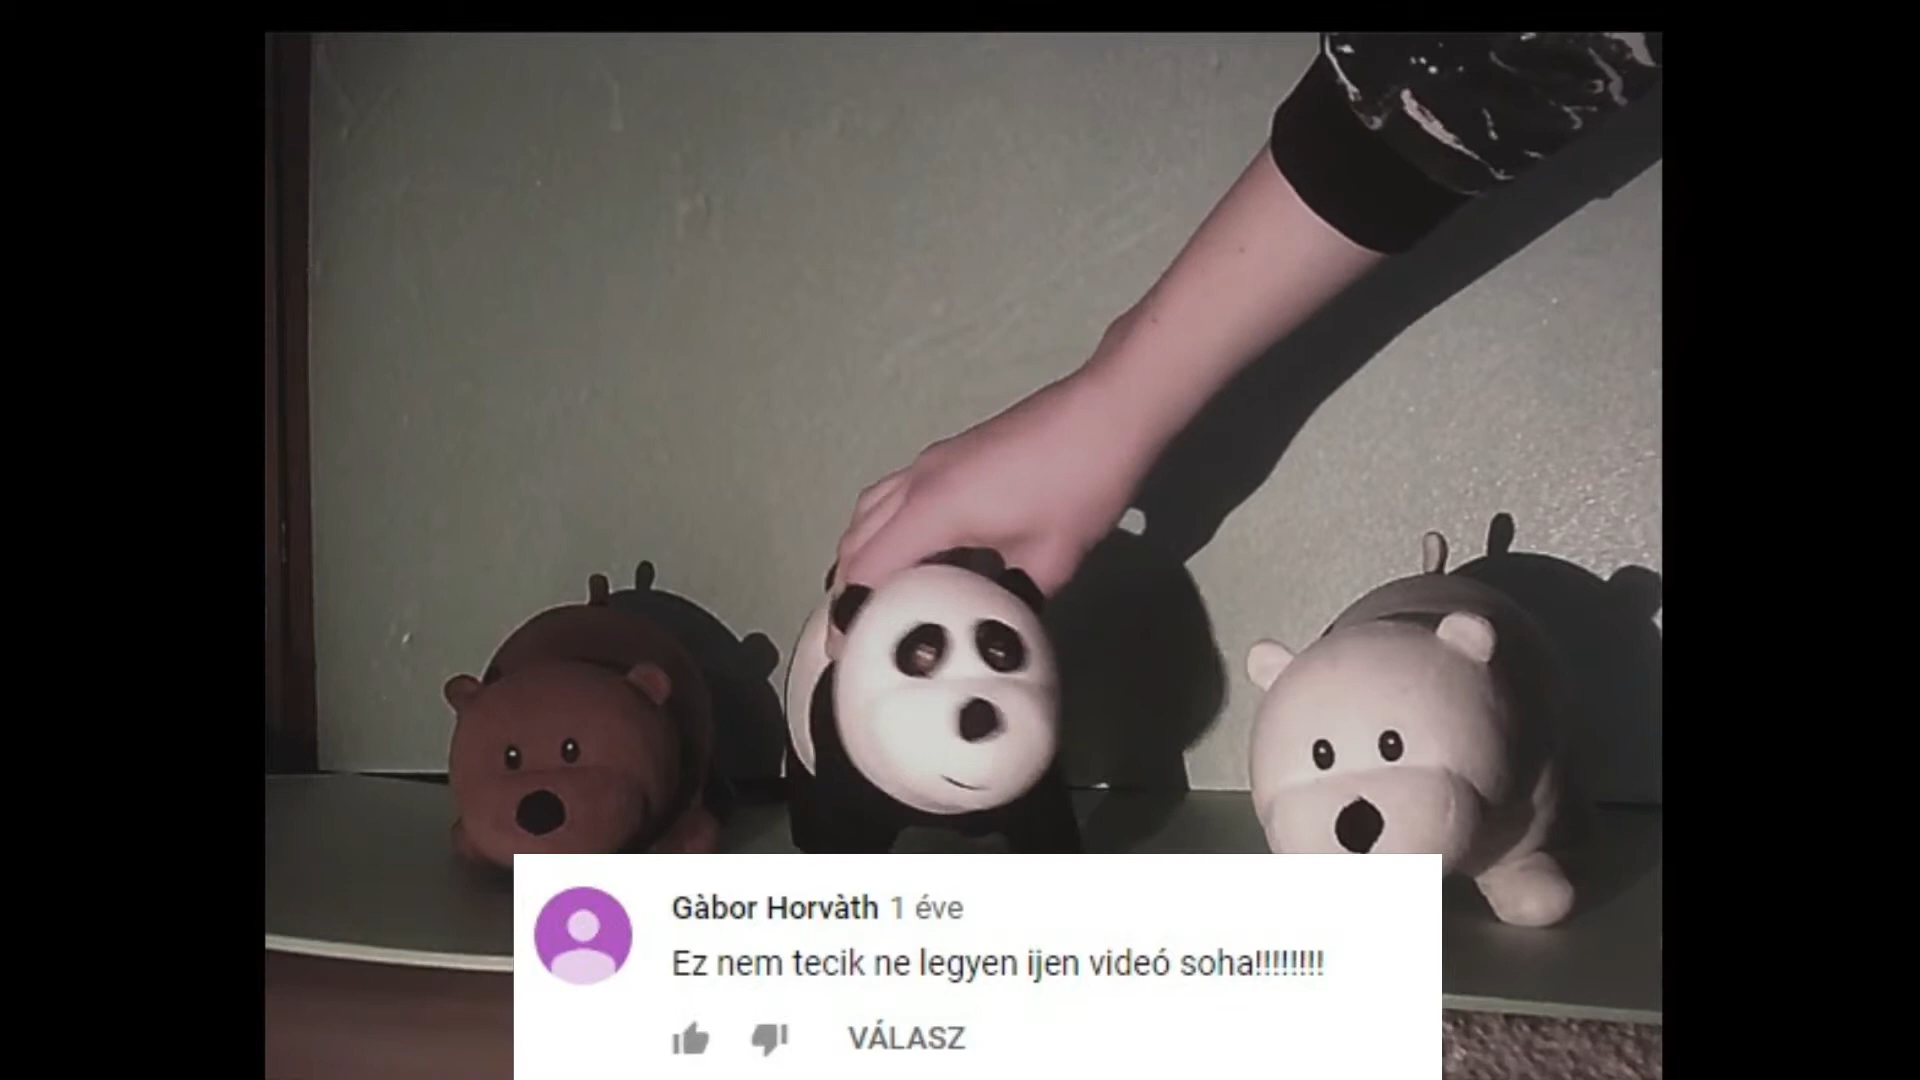 Gàbor Horvàth 1 éve
Ez nem tecik ne legyen ijen videó soha!!!!!!!!
VÁLASZ